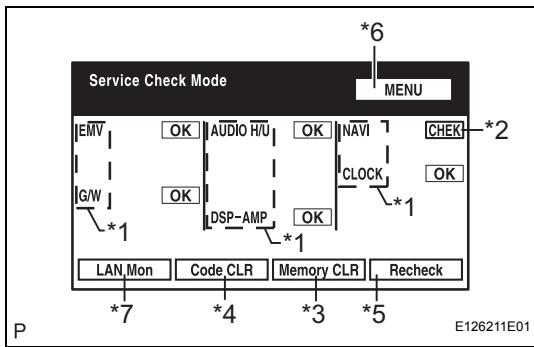 *6
Service Check Mode
MENU
EMV OK AUDIO H/U OK NAVI CHEK *2
CLOCK OK
G/W OK *1
*1 DSP-AMP OK
*1
LAN Mon Code CLR Memory CLR Recheck
*7 *4 *3 *5
P E126211E01